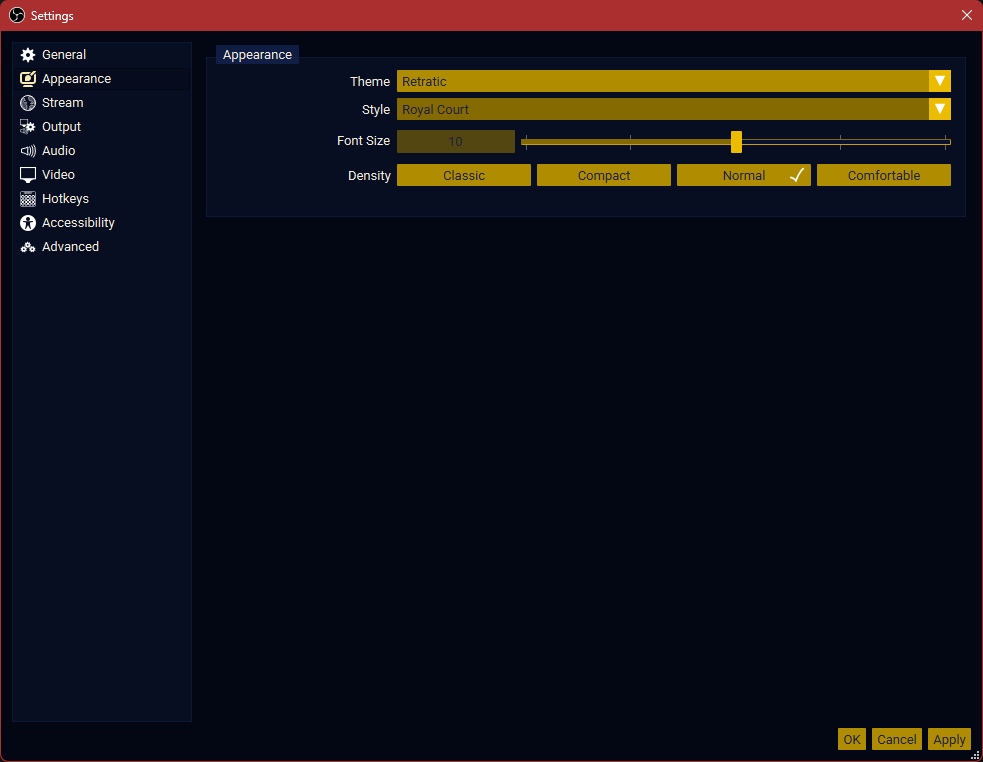 Settings
General
Appearance
Stream
Output
Audio
Video
Hotkeys
Accessibility
Advanced
Appearance
Theme Retratic
Style Royal Court
Font Size 10
Density Classic Compact Normal Comfortable
OK Cancel Apply